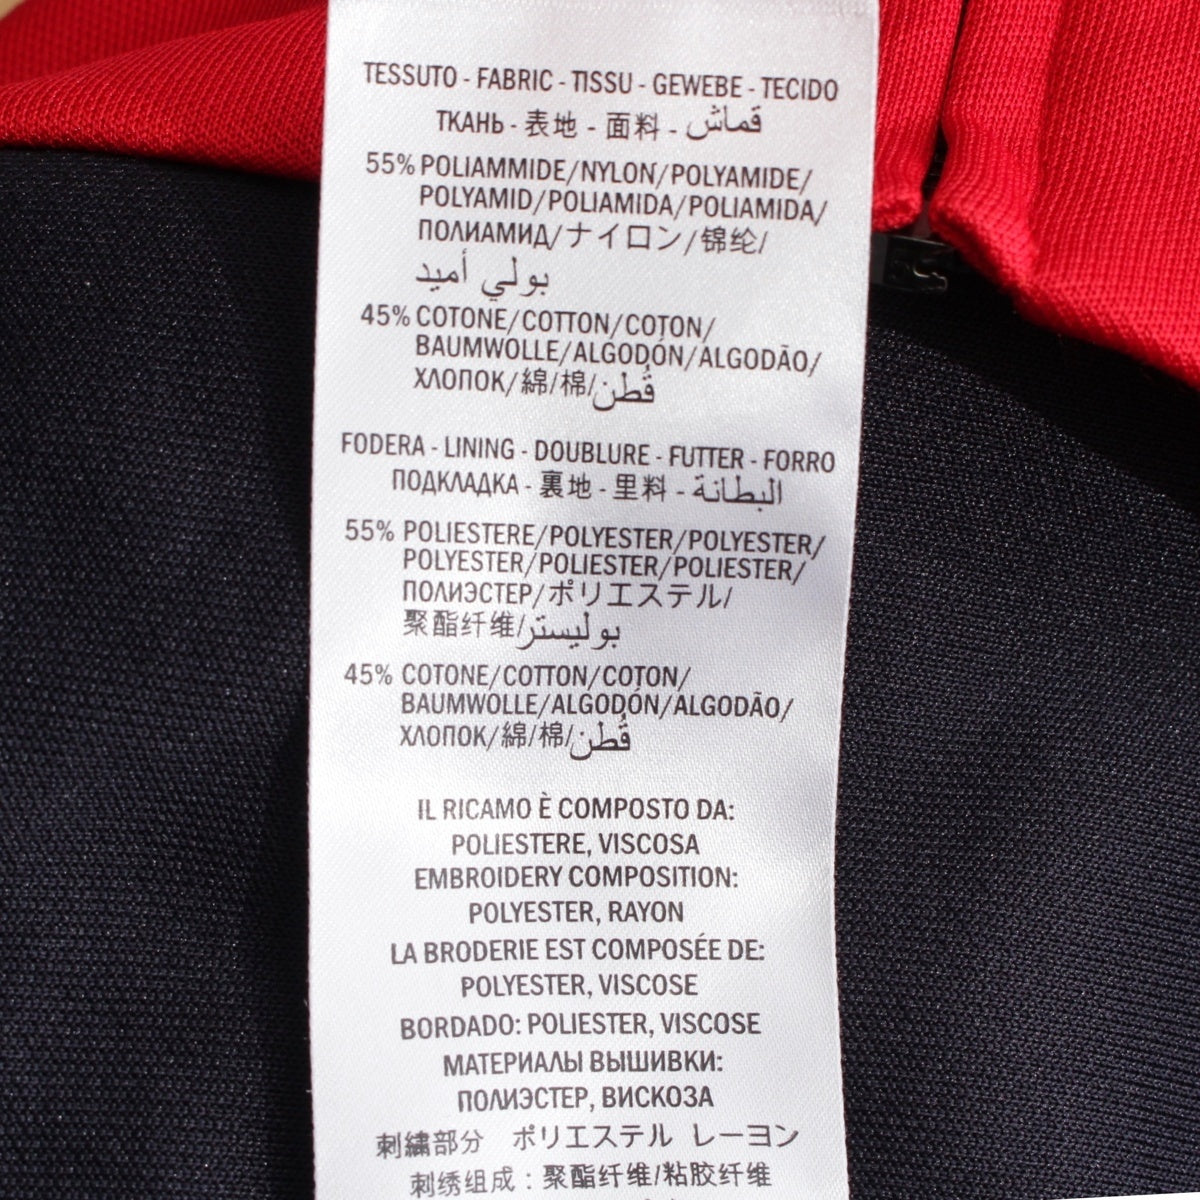 TESSUTO - FABRIC - TISSU - GEWEBE - TECIDO
ТКАНЬ - 表地 - 面料 - قماش
55% POLIAMMIDE/NYLON/POLYAMIDE/
POLYAMID/POLIAMIDA/POLIAMIDA/
ПОЛИАМИД/ナイロン/锦纶/
بولي أميد
45% COTONE/COTTON/COTON/
BAUMWOLLE/ALGODÓN/ALGODÃO/
ХЛОПОК/綿/棉/قُطن
FODERA - LINING - DOUBLURE - FUTTER - FORRO
ПОДКЛАДКА - 裏地 - 里料 - البطانة
55% POLIESTERE/POLYESTER/POLYESTER/
POLYESTER/POLIESTER/POLIESTER/
ПОЛИЭСТЕР/ポリエステル/
聚酯纤维/بوليستر
45% COTONE/COTTON/COTON/
BAUMWOLLE/ALGODÓN/ALGODÃO/
ХЛОПОК/綿/棉/قُطن
IL RICAMO È COMPOSTO DA:
POLIESTERE, VISCOSA
EMBROIDERY COMPOSITION:
POLYESTER, RAYON
LA BRODERIE EST COMPOSÉE DE:
POLYESTER, VISCOSE
BORDADO: POLIESTER, VISCOSE
МАТЕРИАЛЫ ВЫШИВКИ:
ПОЛИЭСТЕР, ВИСКОЗА
刺繍部分 ポリエステル レーヨン
刺绣组成：聚酯纤维/粘胶纤维